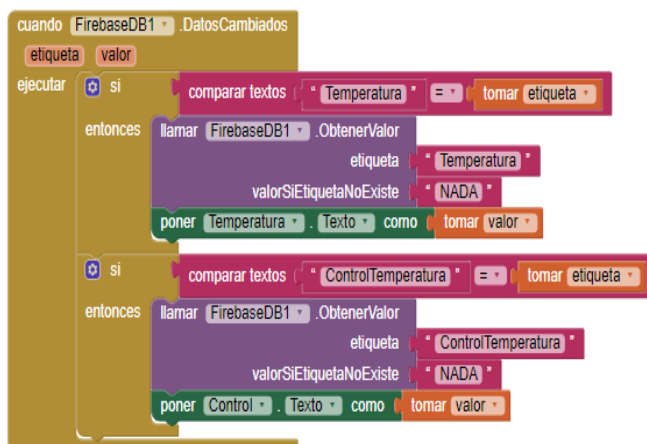 cuando FirebaseDB1 .DatosCambiados
etiqueta valor
ejecutar si comparar textos " Temperatura " = tomar etiqueta
entonces llamar FirebaseDB1 .ObtenerValor
etiqueta " Temperatura "
valorSiEtiquetaNoExiste " NADA "
poner Temperatura . Texto como tomar valor
si comparar textos " ControlTemperatura " = tomar etiqueta
entonces llamar FirebaseDB1 .ObtenerValor
etiqueta " ControlTemperatura "
valorSiEtiquetaNoExiste " NADA "
poner Control . Texto como tomar valor